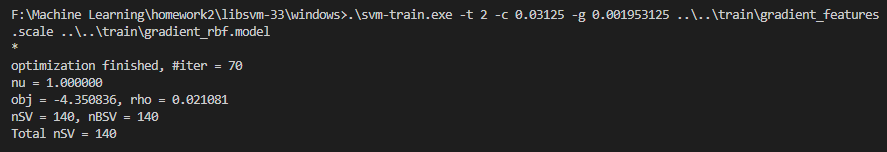 F:\Machine Learning\homework2\libsvm-33\windows>.\svm-train.exe -t 2 -c 0.03125 -g 0.001953125 ..\..\train\gradient_features
.scale ..\..\train\gradient_rbf.model
*
optimization finished, #iter = 70
nu = 1.000000
obj = -4.350836, rho = 0.021081
nSV = 140, nBSV = 140
Total nSV = 140